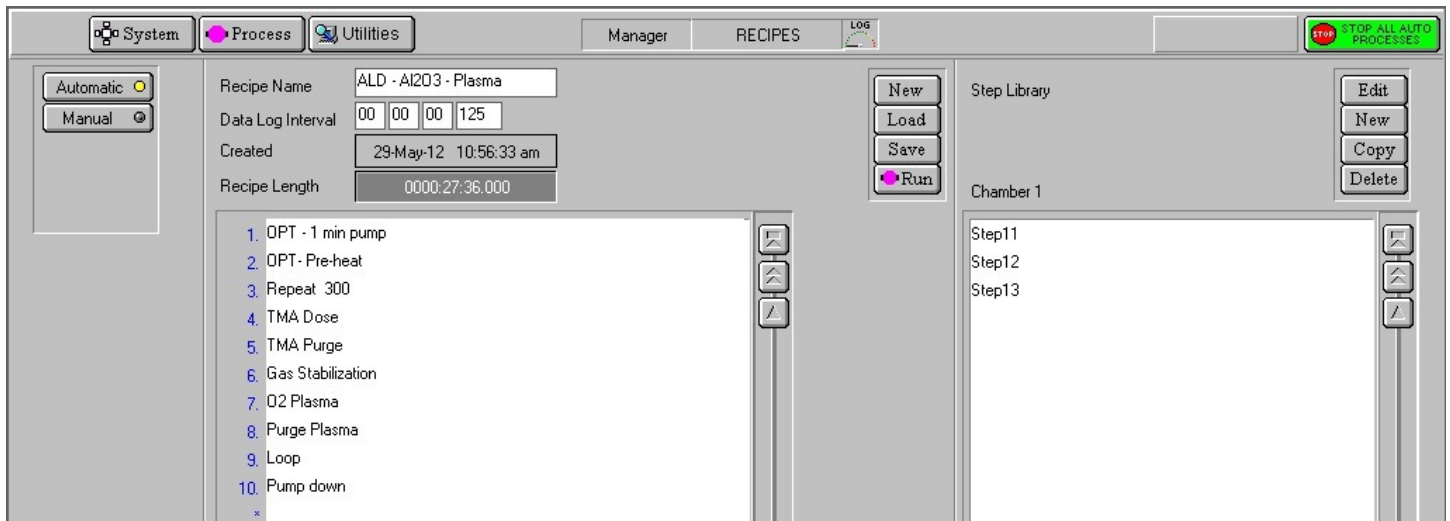 System Process Utilities Manager RECIPES LOG STOP STOP ALL AUTO PROCESSES
Automatic
Manual
Recipe Name ALD - Al2O3 - Plasma
Data Log Interval 00 00 00 125
Created 29-May-12 10:56:33 am
Recipe Length 0000:27:36.000
New
Load
Save
Run
Step Library
Chamber 1
Edit
New
Copy
Delete
1. OPT - 1 min pump
2. OPT- Pre-heat
3. Repeat 300
4. TMA Dose
5. TMA Purge
6. Gas Stabilization
7. O2 Plasma
8. Purge Plasma
9. Loop
10. Pump down
*
Step11
Step12
Step13